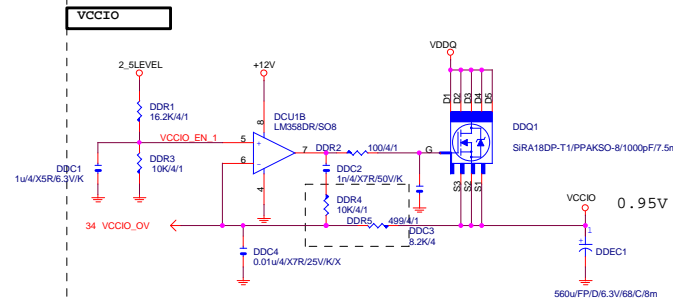 VCCIO
2_5LEVEL
+12V
VDDQ
D1
D2
D3
D4
D5
DDR1
16.2K/4/1
DCU1B
LM358DR/SO8
8
VCCIO_EN_1
5
+
6
−
7
4
DDR2
100/4/1
G
DDQ1
SiRA18DP-T1/PPAKSO-8/1000pF/7.5m
S3
S2
S1
DDC1
1u/4/X5R/6.3V/K
DDR3
10K/4/1
DDC2
1n/4/X7R/50V/K
DDR4
10K/4/1
DDR5
499/4/1
DDC3
8.2K/4
34 VCCIO_OV
DDC4
0.01u/4/X7R/25V/K/X
VCCIO
0.95V
1
+
DDEC1
560u/FP/D/6.3V/68/C/8m